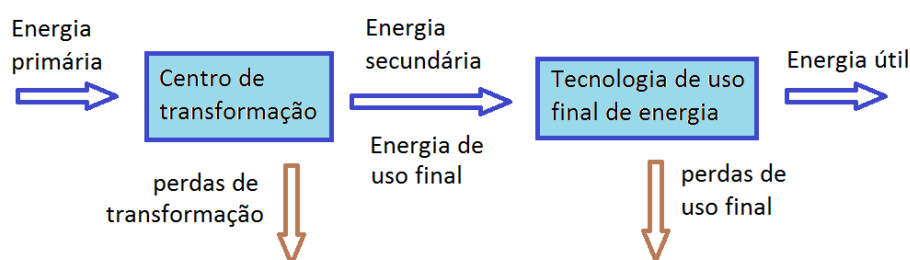 Energia
primária
Centro de
transformação
Energia
secundária
Energia de
uso final
Tecnologia de uso
final de energia
Energia útil
perdas de
transformação
perdas de
uso final